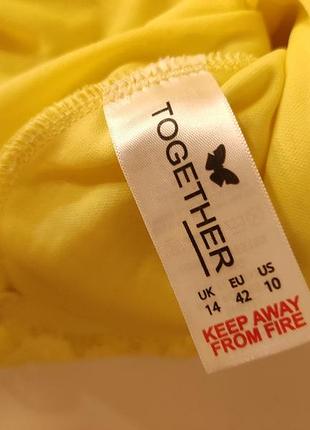 TOGETHER
UK EU US
14 42 10
KEEP AWAY
FROM FIRE